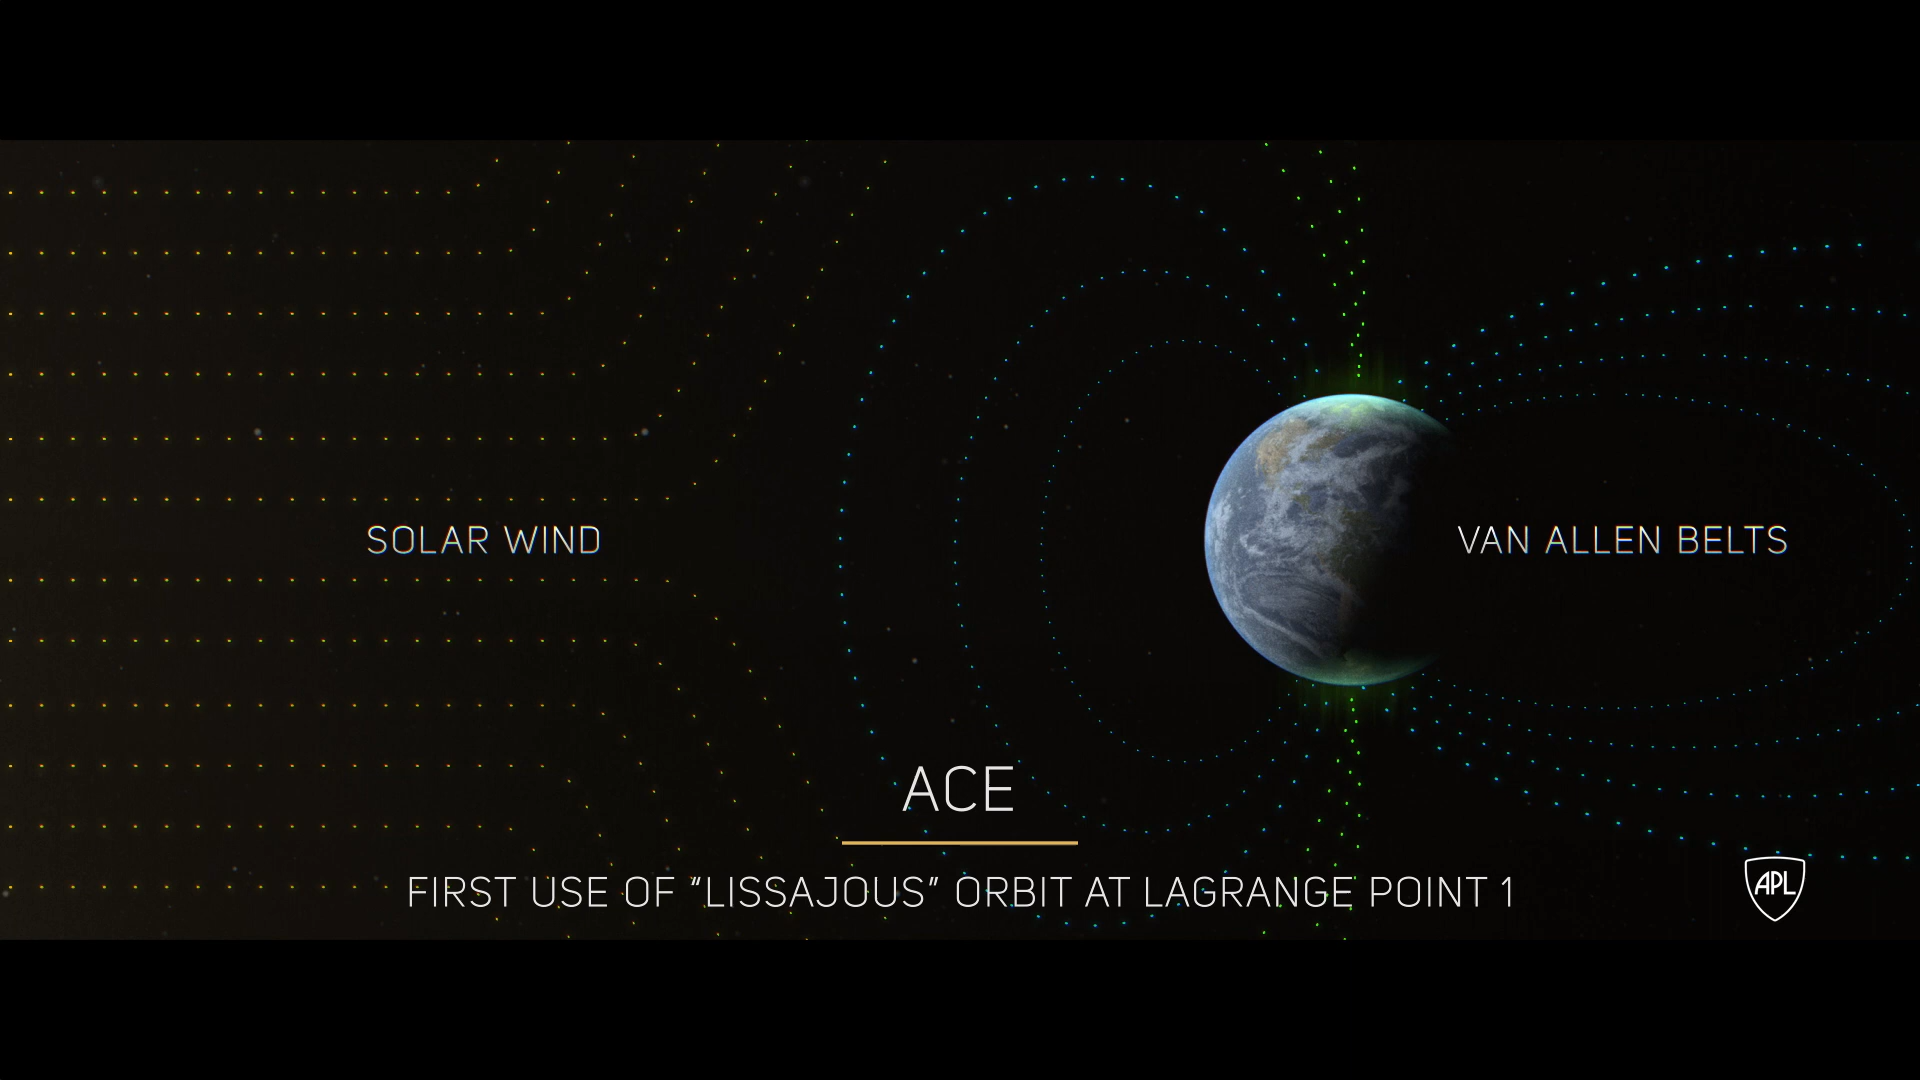 SOLAR WIND
VAN ALLEN BELTS
ACE
FIRST USE OF “LISSAJOUS” ORBIT AT LAGRANGE POINT 1
APL